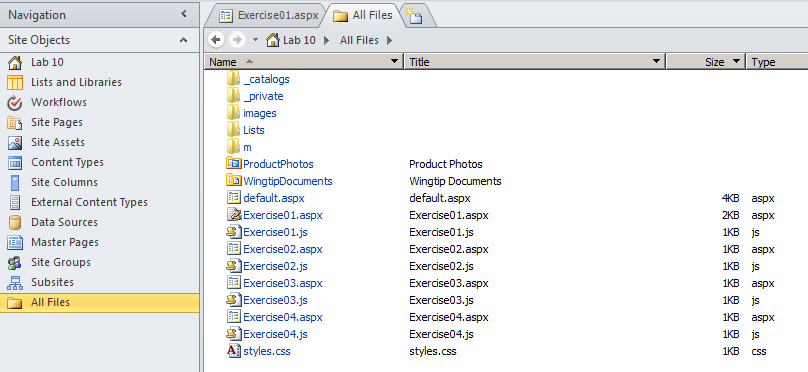 Navigation
Site Objects
Lab 10
Lists and Libraries
Workflows
Site Pages
Site Assets
Content Types
Site Columns
External Content Types
Data Sources
Master Pages
Site Groups
Subsites
All Files
Exercise01.aspx All Files
Lab 10 All Files
Name Title Size Type
_catalogs
_private
images
Lists
m
ProductPhotos Product Photos
WingtipDocuments Wingtip Documents
default.aspx default.aspx 4KB aspx
Exercise01.aspx Exercise01.aspx 2KB aspx
Exercise01.js Exercise01.js 1KB js
Exercise02.aspx Exercise02.aspx 1KB aspx
Exercise02.js Exercise02.js 1KB js
Exercise03.aspx Exercise03.aspx 1KB aspx
Exercise03.js Exercise03.js 1KB js
Exercise04.aspx Exercise04.aspx 1KB aspx
Exercise04.js Exercise04.js 1KB js
styles.css styles.css 1KB css